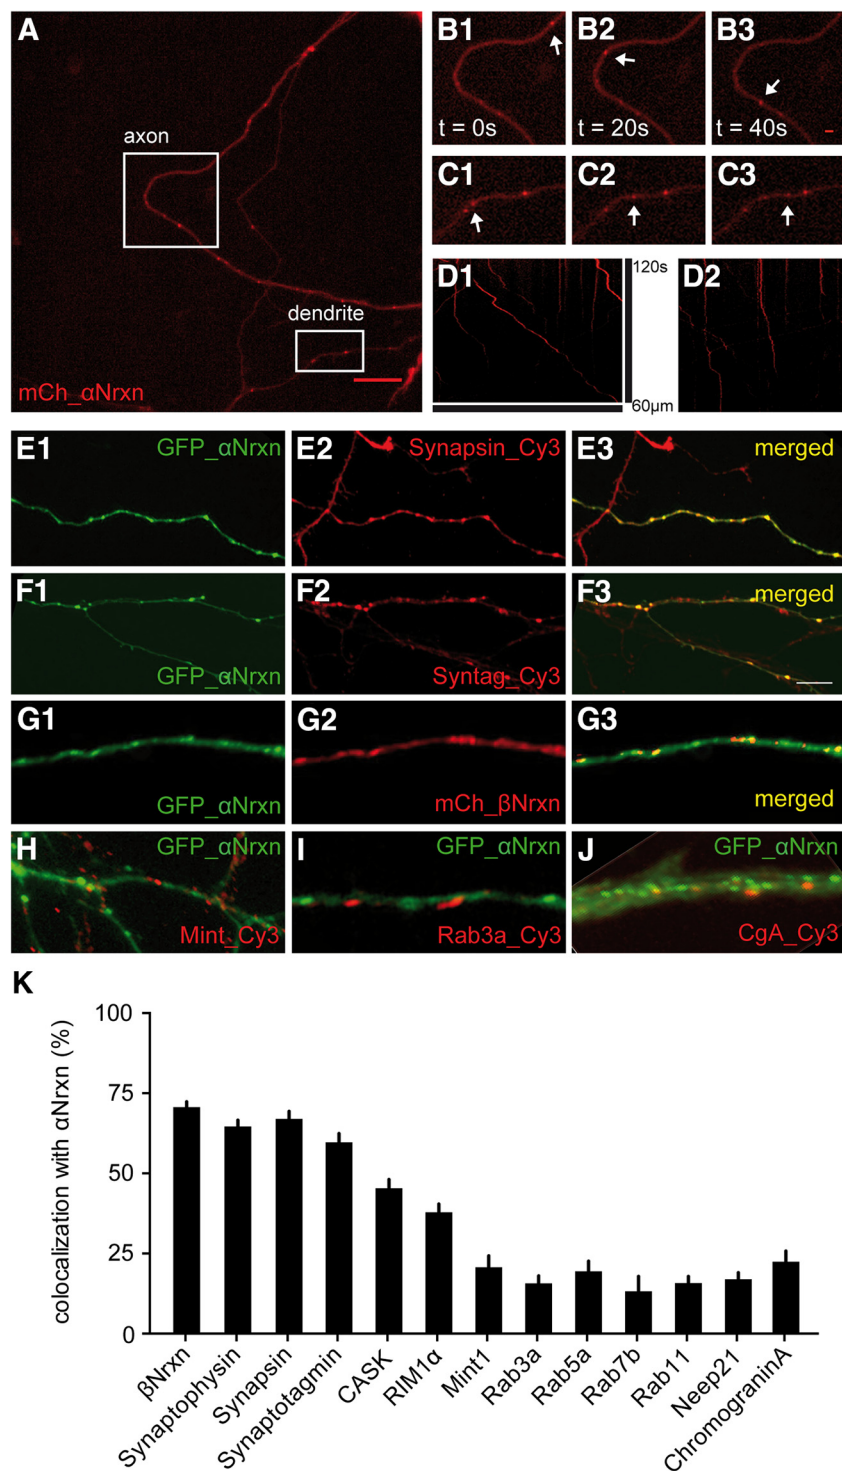 A
axon
dendrite
mCh_αNrxn
B1
t = 0s
B2
t = 20s
B3
t = 40s
C1
C2
C3
D1
120s
60µm
D2
E1
GFP_αNrxn
E2
Synapsin_Cy3
E3
merged
F1
GFP_αNrxn
F2
Syntag_Cy3
F3
merged
G1
GFP_αNrxn
G2
mCh_βNrxn
G3
merged
H
GFP_αNrxn
Mint_Cy3
I
GFP_αNrxn
Rab3a_Cy3
J
GFP_αNrxn
CgA_Cy3
K
colocalization with αNrxn (%)
100
75
50
25
0
βNrxn
Synaptophysin
Synapsin
Synaptotagmin
CASK
RIM1α
Mint1
Rab3a
Rab5a
Rab7b
Rab11
Neep21
ChromograninA